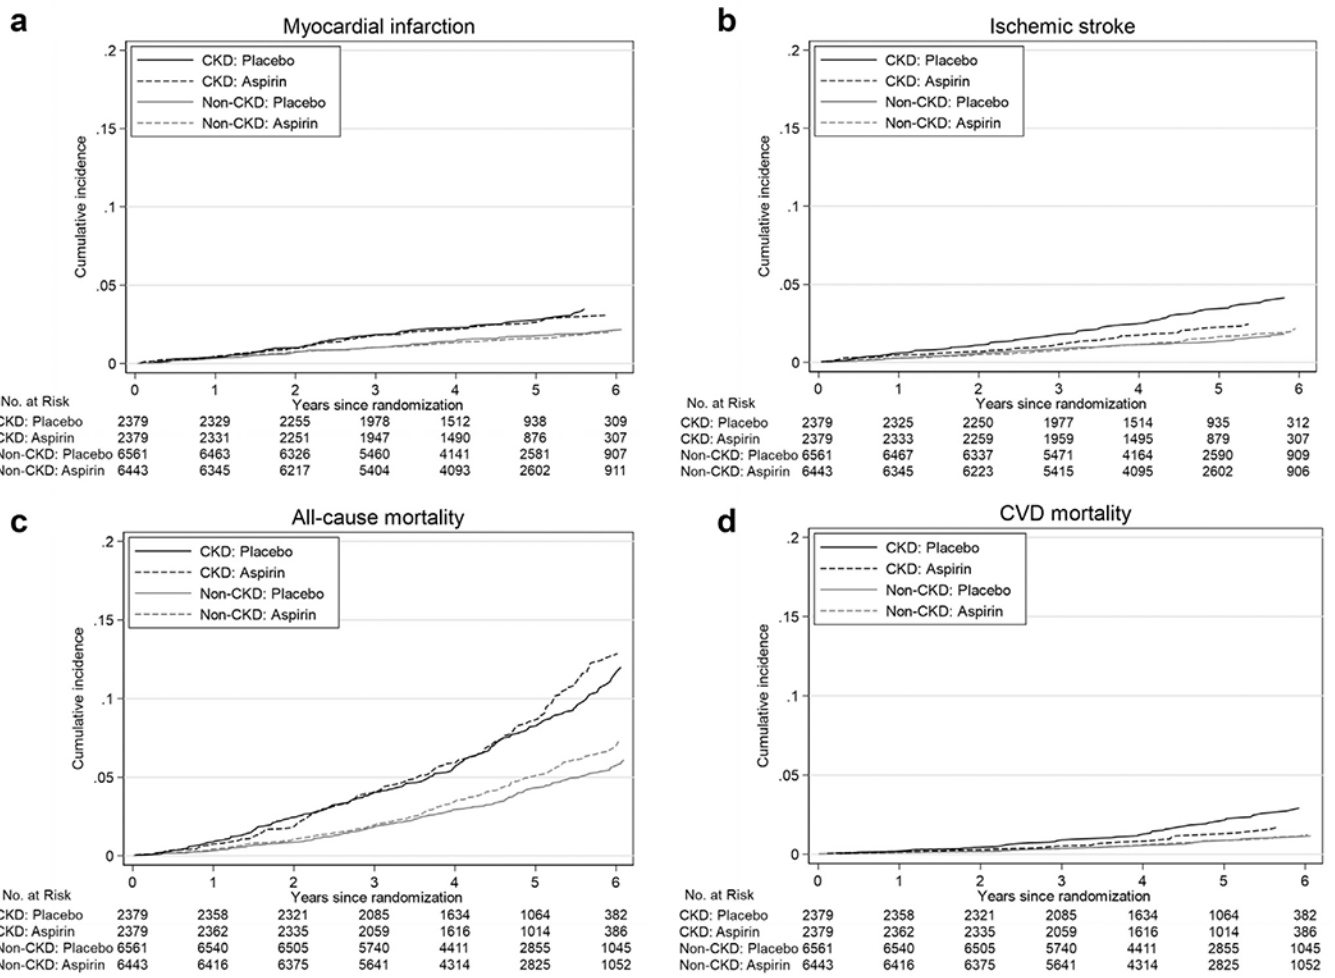 a
Myocardial infarction
.2
.15
.1
.05
0
Cumulative incidence
CKD: Placebo
CKD: Aspirin
Non-CKD: Placebo
Non-CKD: Aspirin
0 1 2 3 4 5 6
No. at Risk
Years since randomization
CKD: Placebo 2379 2329 2255 1978 1512 938 309
CKD: Aspirin 2379 2331 2251 1947 1490 876 307
Non-CKD: Placebo 6561 6463 6326 5460 4141 2581 907
Non-CKD: Aspirin 6443 6345 6217 5404 4093 2602 911
b
Ischemic stroke
.2
.15
.1
.05
0
Cumulative incidence
CKD: Placebo
CKD: Aspirin
Non-CKD: Placebo
Non-CKD: Aspirin
0 1 2 3 4 5 6
No. at Risk
Years since randomization
CKD: Placebo 2379 2325 2250 1977 1514 935 312
CKD: Aspirin 2379 2333 2259 1959 1495 879 307
Non-CKD: Placebo 6561 6467 6337 5471 4164 2590 909
Non-CKD: Aspirin 6443 6345 6223 5415 4095 2602 906
c
All-cause mortality
.2
.15
.1
.05
0
Cumulative incidence
CKD: Placebo
CKD: Aspirin
Non-CKD: Placebo
Non-CKD: Aspirin
0 1 2 3 4 5 6
No. at Risk
Years since randomization
CKD: Placebo 2379 2358 2321 2085 1634 1064 382
CKD: Aspirin 2379 2362 2335 2059 1616 1014 386
Non-CKD: Placebo 6561 6540 6505 5740 4411 2855 1045
Non-CKD: Aspirin 6443 6416 6375 5641 4314 2825 1052
d
CVD mortality
.2
.15
.1
.05
0
Cumulative incidence
CKD: Placebo
CKD: Aspirin
Non-CKD: Placebo
Non-CKD: Aspirin
0 1 2 3 4 5 6
No. at Risk
Years since randomization
CKD: Placebo 2379 2358 2321 2085 1634 1064 382
CKD: Aspirin 2379 2362 2335 2059 1616 1014 386
Non-CKD: Placebo 6561 6540 6505 5740 4411 2855 1045
Non-CKD: Aspirin 6443 6416 6375 5641 4314 2825 1052